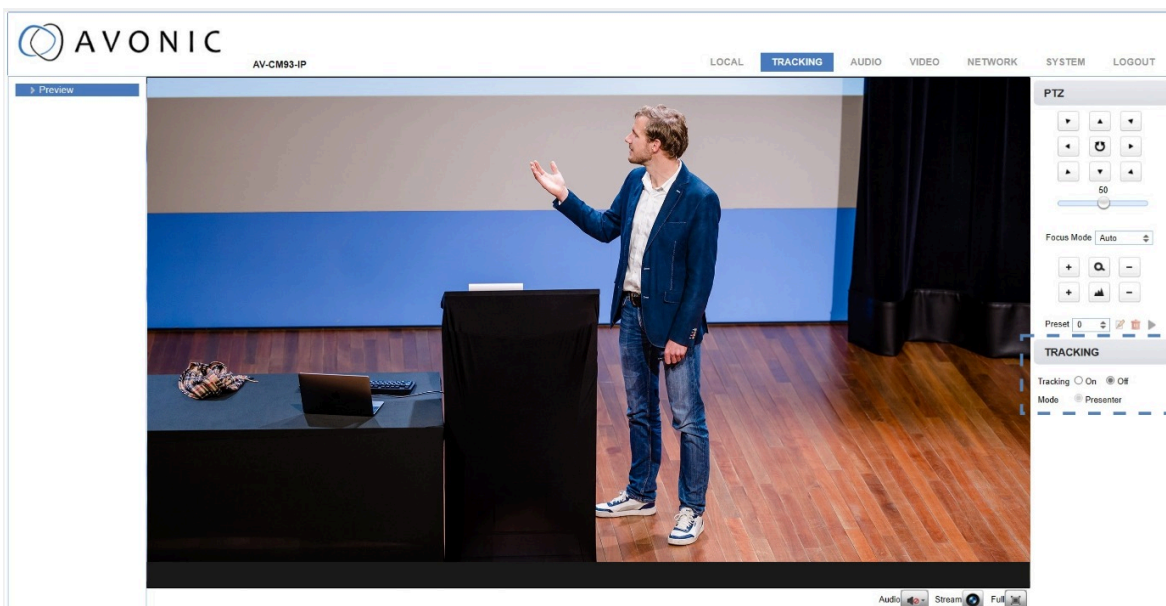 AVONIC
AV-CM93-IP
LOCAL TRACKING AUDIO VIDEO NETWORK SYSTEM LOGOUT
Preview
PTZ
50
Focus Mode Auto
+ −
+ −
Preset 0
TRACKING
Tracking On Off
Mode Presenter
Audio Stream Full